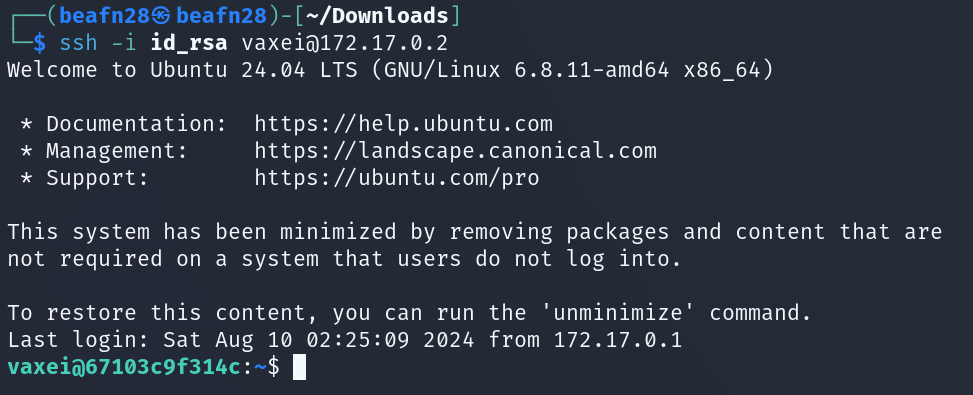 ┌──(beafn28㉿beafn28)-[~/Downloads]
└─$ ssh -i id_rsa vaxei@172.17.0.2
Welcome to Ubuntu 24.04 LTS (GNU/Linux 6.8.11-amd64 x86_64)

 * Documentation:  https://help.ubuntu.com
 * Management:     https://landscape.canonical.com
 * Support:        https://ubuntu.com/pro

This system has been minimized by removing packages and content that are
not required on a system that users do not log into.

To restore this content, you can run the 'unminimize' command.
Last login: Sat Aug 10 02:25:09 2024 from 172.17.0.1
vaxei@67103c9f314c:~$